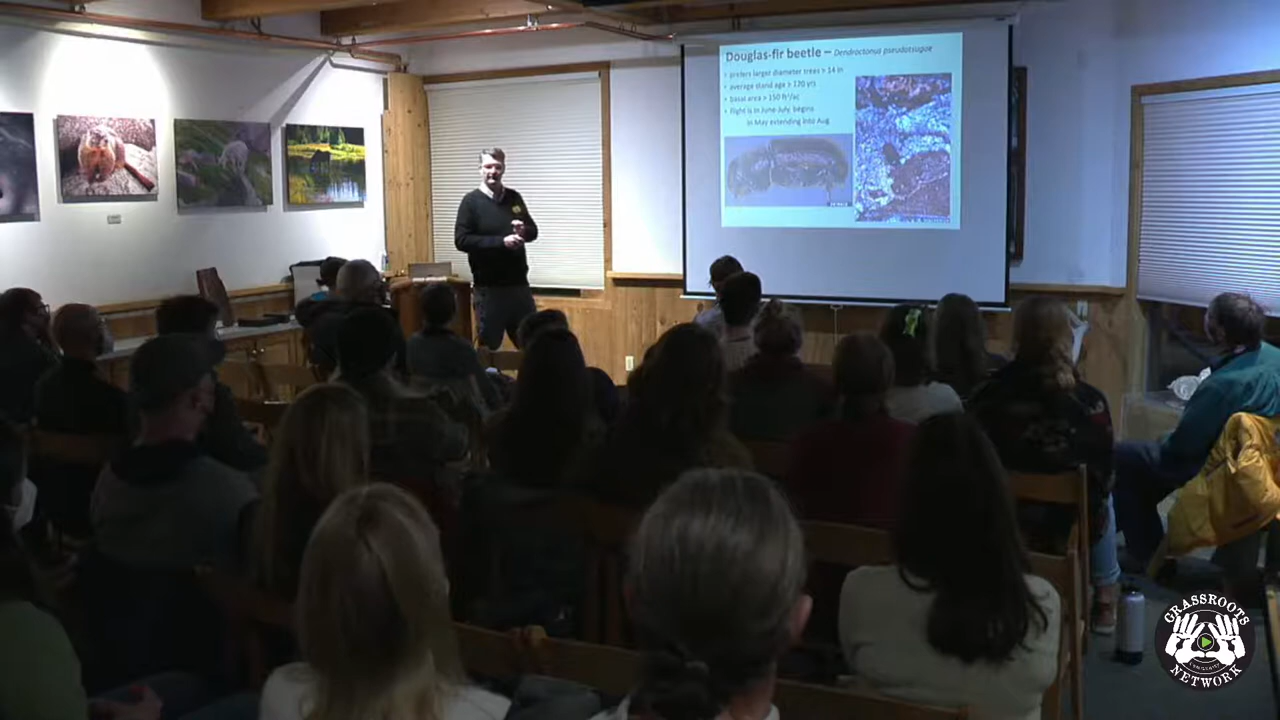 Douglas-fir beetle – Dendroctonus pseudotsugae
• prefers larger diameter trees > 14 in
• average stand age > 120 yrs
• basal area > 150 ft²/ac
• flight is in June-July, begins
in May extending into Aug
GRASSROOTS
NETWORK